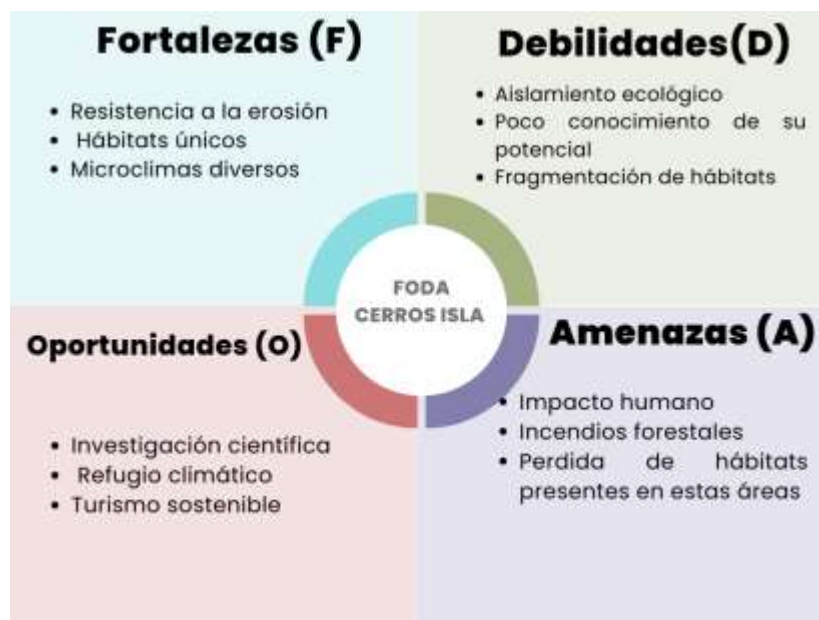 Fortalezas (F)
• Resistencia a la erosión
• Hábitats únicos
• Microclimas diversos
Debilidades(D)
• Aislamiento ecológico
• Poco conocimiento de su
potencial
• Fragmentación de hábitats
FODA
CERROS ISLA
Oportunidades (O)
• Investigación científica
• Refugio climático
• Turismo sostenible
Amenazas (A)
• Impacto humano
• Incendios forestales
• Perdida de hábitats
presentes en estas áreas